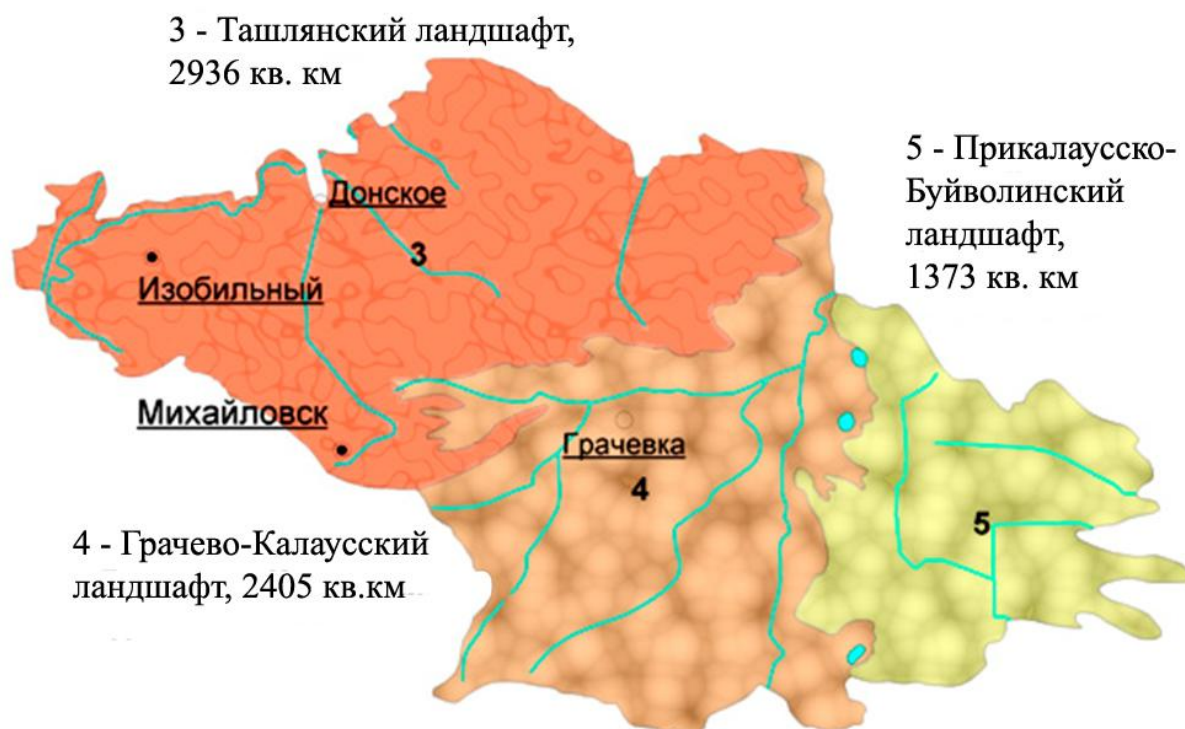 3 - Ташлянский ландшафт,
2936 кв. км
5 - Прикалаусско-
Буйволинский
ландшафт,
1373 кв. км
Донское
3
Изобильный
Михайловск
Грачевка
4
5
4 - Грачево-Калаусский
ландшафт, 2405 кв.км